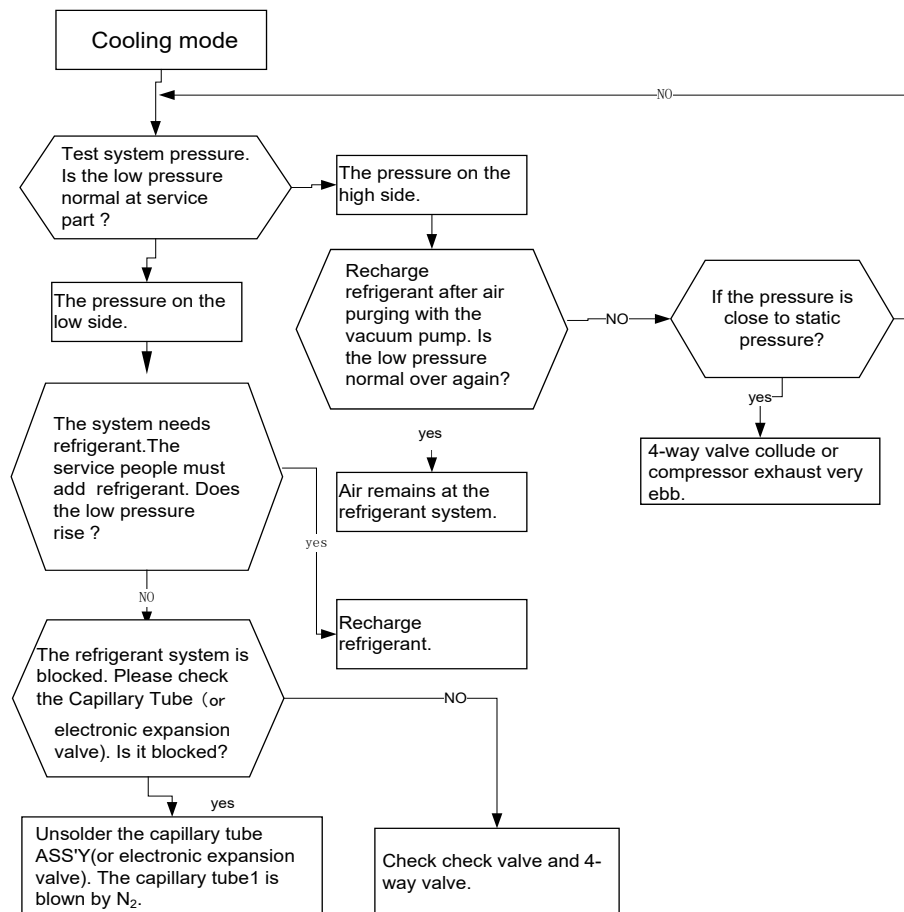 Cooling mode
NO
Test system pressure.
Is the low pressure
normal at service
part ?
The pressure on the
high side.
The pressure on the
low side.
Recharge
refrigerant after air
purging with the
vacuum pump. Is
the low pressure
normal over again?
NO
If the pressure is
close to static
pressure?
yes
4-way valve collude or
compressor exhaust very
ebb.
yes
Air remains at the
refrigerant system.
The system needs
refrigerant.The
service people must
add refrigerant. Does
the low pressure
rise ?
yes
Recharge
refrigerant.
NO
The refrigerant system is
blocked. Please check
the Capillary Tube（or
electronic expansion
valve). Is it blocked?
NO
yes
Unsolder the capillary tube
ASS'Y(or electronic expansion
valve). The capillary tube1 is
blown by N₂.
Check check valve and 4-
way valve.